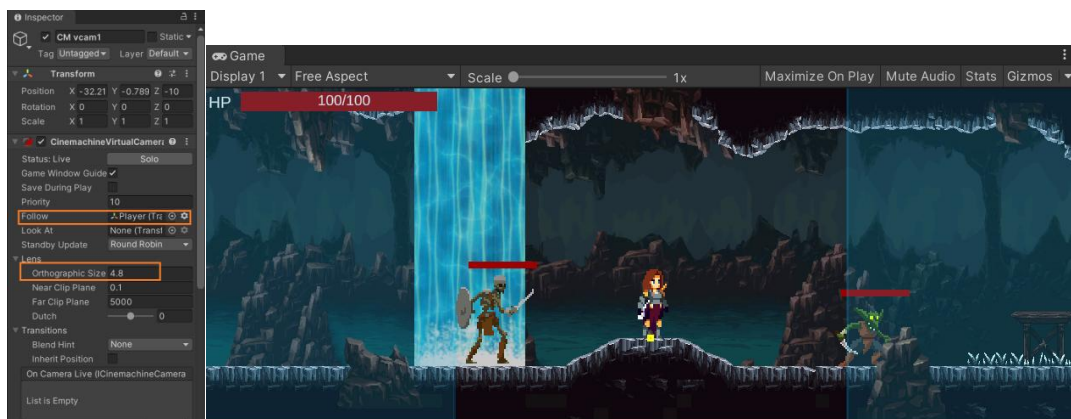 Inspector
CM vcam1 Static
Tag Untagged Layer Default
Transform
Position X -32.21 Y -0.789 Z -10
Rotation X 0 Y 0 Z 0
Scale X 1 Y 1 Z 1
CinemachineVirtualCamera
Status: Live Solo
Game Window Guide
Save During Play
Priority 10
Follow Player (Tra
Look At None (Transf
Standby Update Round Robin
Lens
Orthographic Size 4.8
Near Clip Plane 0.1
Far Clip Plane 5000
Dutch 0
Transitions
Blend Hint None
Inherit Position
On Camera Live (ICinemachineCamera
List is Empty
Game
Display 1 Free Aspect Scale 1x Maximize On Play Mute Audio Stats Gizmos
HP 100/100